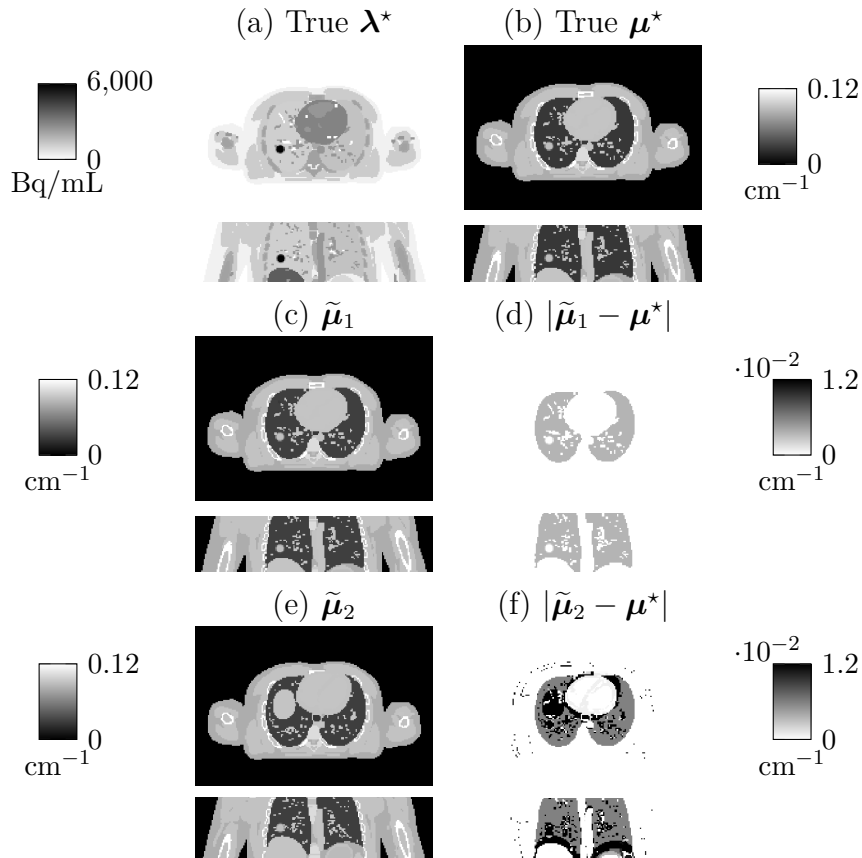 (a) True λ⋆
(b) True μ⋆
6,000
0
Bq/mL
0.12
0
cm⁻¹
(c) μ̃₁
(d) |μ̃₁ − μ⋆|
0.12
0
cm⁻¹
·10⁻²
1.2
0
cm⁻¹
(e) μ̃₂
(f) |μ̃₂ − μ⋆|
0.12
0
cm⁻¹
·10⁻²
1.2
0
cm⁻¹